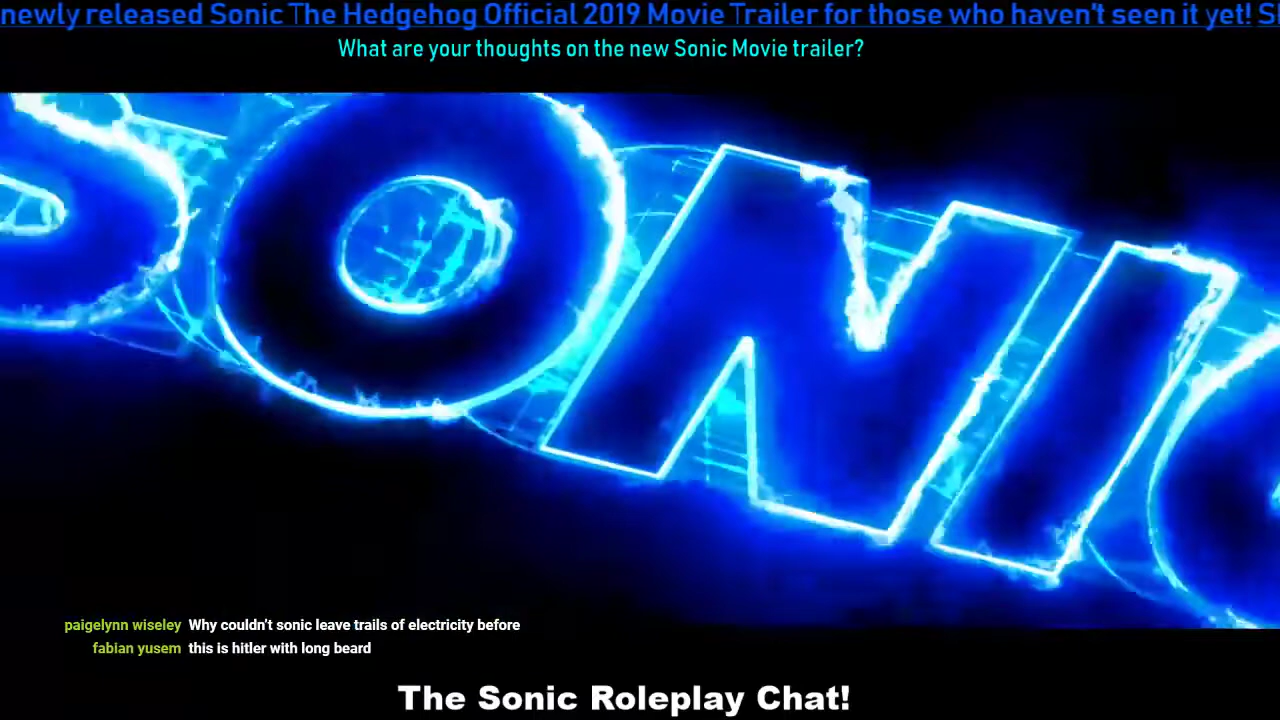 newly released Sonic The Hedgehog Official 2019 Movie Trailer for those who haven't seen it yet!
What are your thoughts on the new Sonic Movie trailer?
SONIC
paigelynn wiseley Why couldn't sonic leave trails of electricity before
fabian yusem this is hitler with long beard
The Sonic Roleplay Chat!